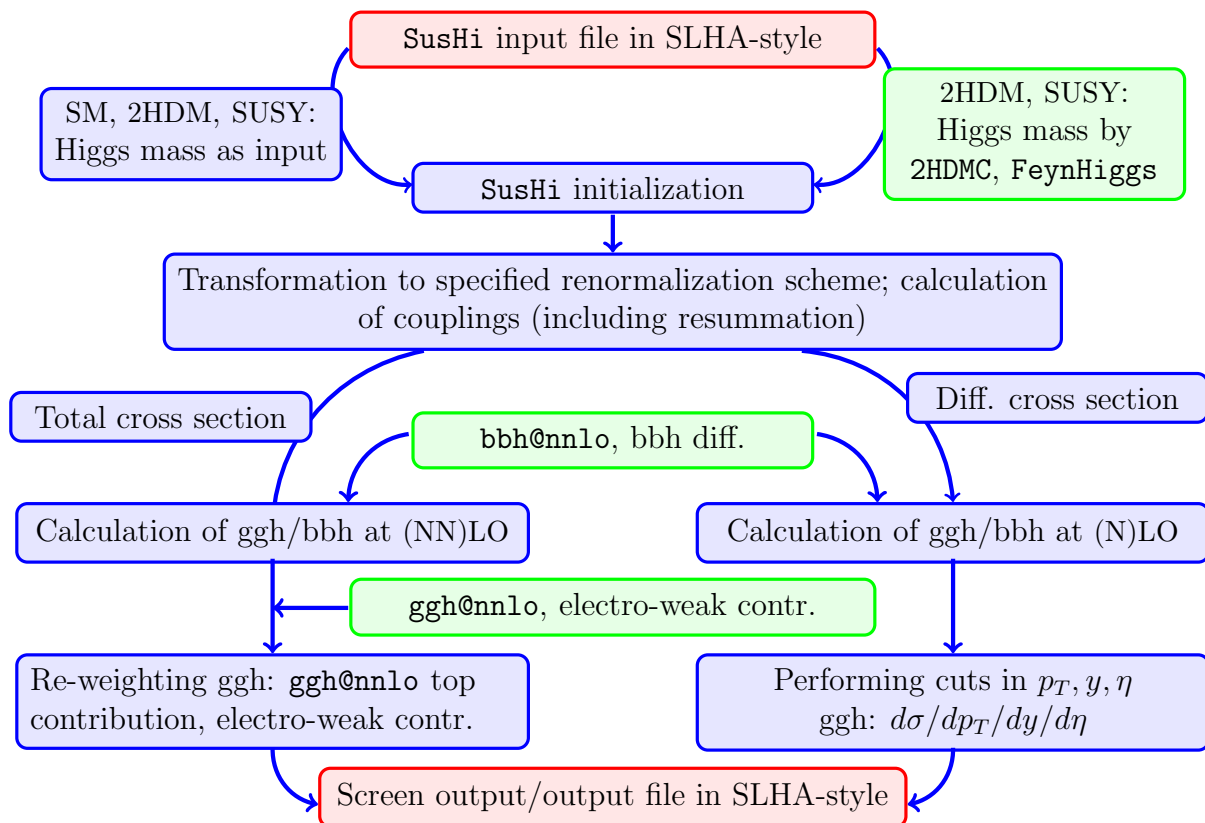 SusHi input file in SLHA-style
SM, 2HDM, SUSY:
Higgs mass as input
2HDM, SUSY:
Higgs mass by
2HDMC, FeynHiggs
SusHi initialization
Transformation to specified renormalization scheme; calculation
of couplings (including resummation)
Total cross section
Diff. cross section
bbh@nnlo, bbh diff.
Calculation of ggh/bbh at (NN)LO
Calculation of ggh/bbh at (N)LO
ggh@nnlo, electro-weak contr.
Re-weighting ggh: ggh@nnlo top
contribution, electro-weak contr.
Performing cuts in p_T, y, η
ggh: dσ/dp_T/dy/dη
Screen output/output file in SLHA-style